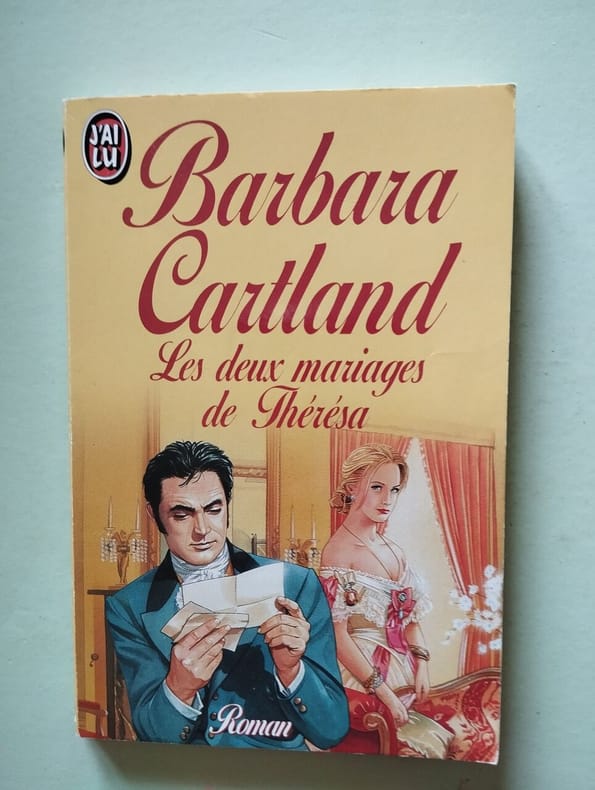 J'AI
LU
Barbara
Cartland
Les deux mariages
de Thérésa
Roman